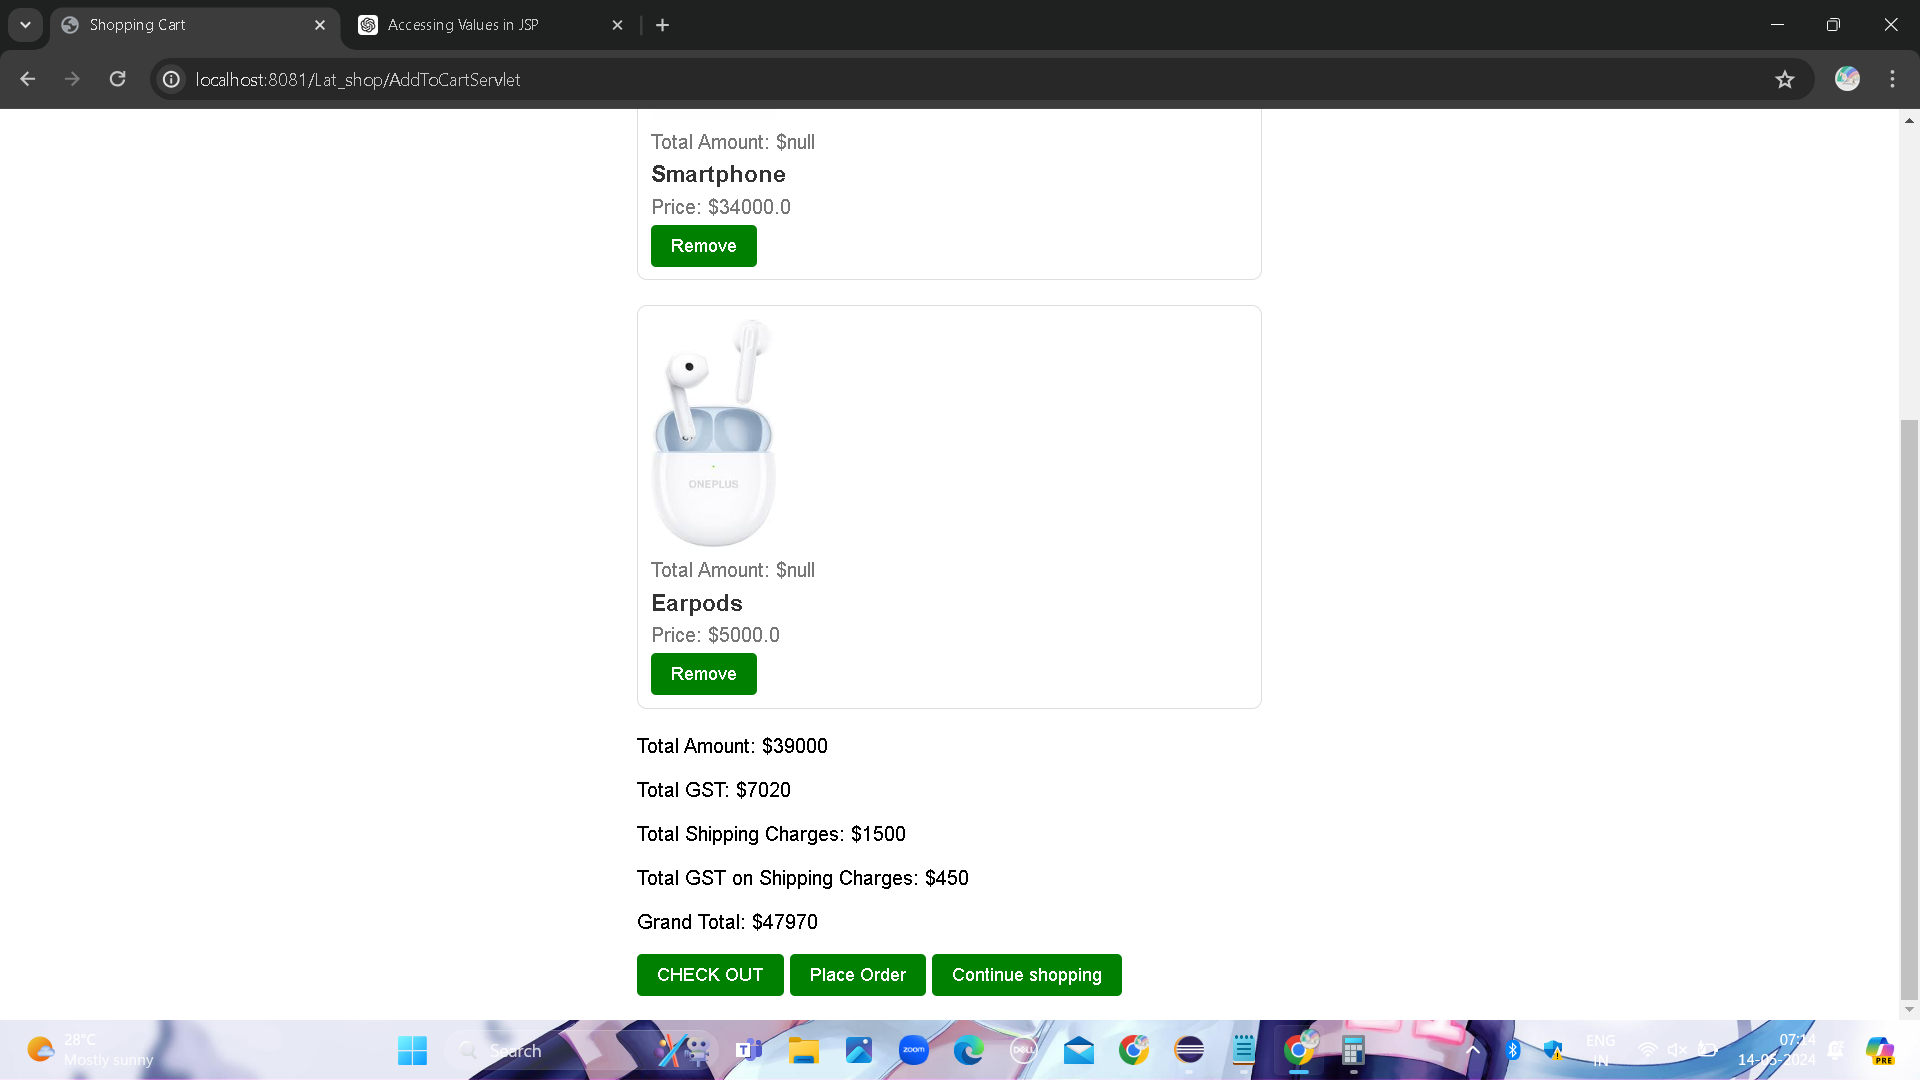 Shopping Cart
Accessing Values in JSP
localhost:8081/Lat_shop/AddToCartServlet
Total Amount: $null
Smartphone
Price: $34000.0
Remove
ONEPLUS
Total Amount: $null
Earpods
Price: $5000.0
Remove
Total Amount: $39000
Total GST: $7020
Total Shipping Charges: $1500
Total GST on Shipping Charges: $450
Grand Total: $47970
CHECK OUT Place Order Continue shopping
28°C
Mostly sunny
Search
T
zoom
DELL
ENG
IN
07:14
14-05-2024
PRE